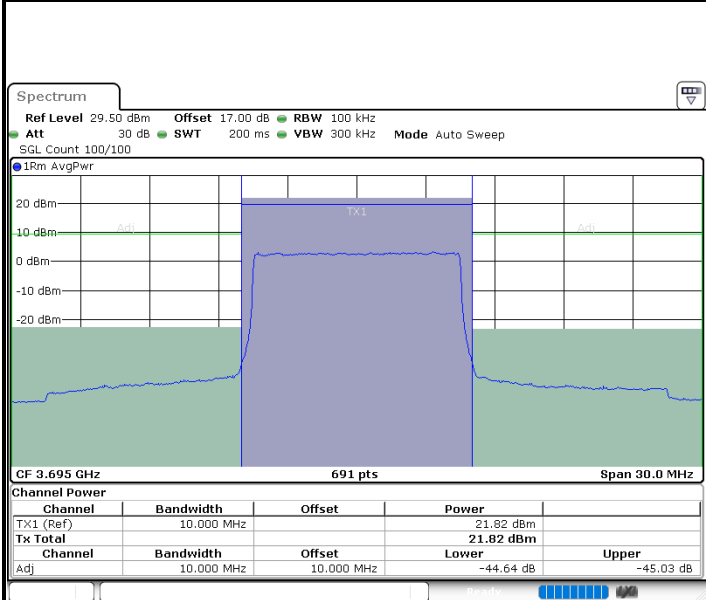 Spectrum
Ref Level 29.50 dBm Offset 17.00 dB RBW 100 kHz
Att 30 dB SWT 200 ms VBW 300 kHz Mode Auto Sweep
SGL Count 100/100
1Rm AvgPwr
20 dBm
TX1
Adj
Adj
10 dBm
0 dBm
-10 dBm
-20 dBm
CF 3.695 GHz 691 pts Span 30.0 MHz
Channel Power
Channel Bandwidth Offset Power
TX1 (Ref) 10.000 MHz 21.82 dBm
Tx Total 21.82 dBm
Channel Bandwidth Offset Lower Upper
Adj 10.000 MHz 10.000 MHz -44.64 dB -45.03 dB
Ready